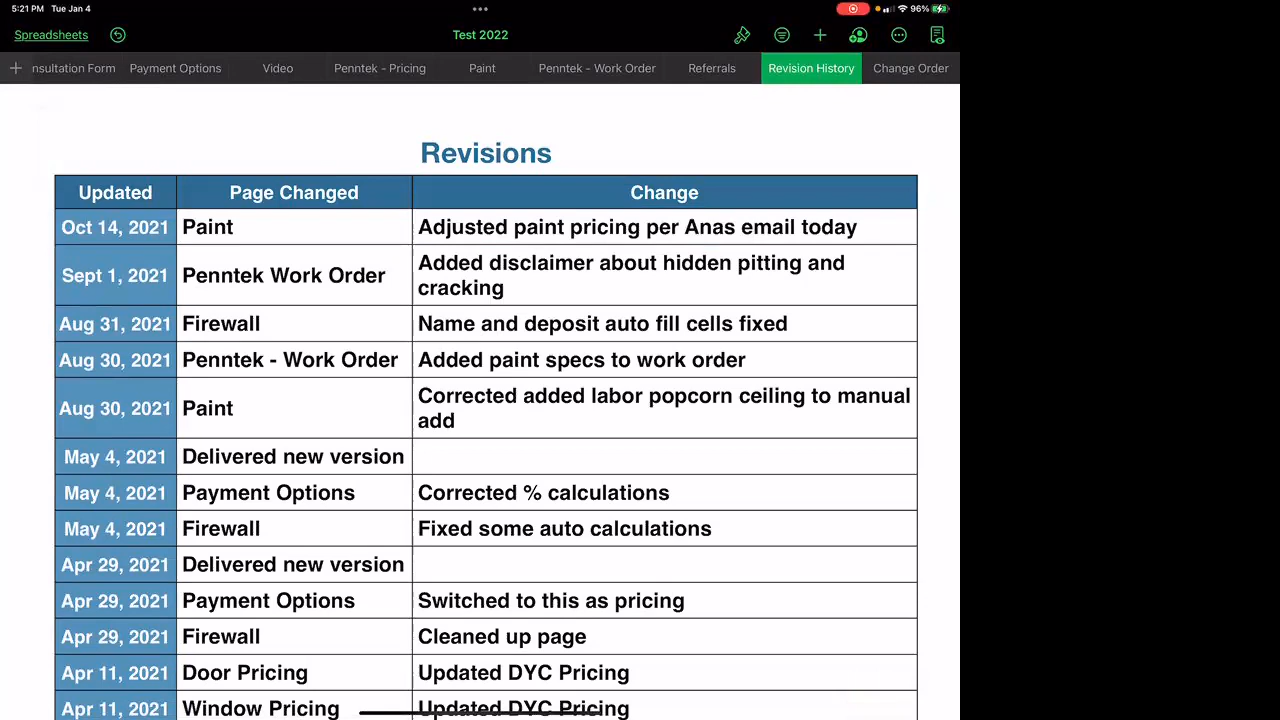 5:21 PM Tue Jan 4
96%
Spreadsheets
Test 2022
nsultation Form Payment Options Video Penntek - Pricing Paint Penntek - Work Order Referrals Revision History Change Order
Revisions
Updated Page Changed Change
Oct 14, 2021 Paint Adjusted paint pricing per Anas email today
Sept 1, 2021 Penntek Work Order Added disclaimer about hidden pitting and
cracking
Aug 31, 2021 Firewall Name and deposit auto fill cells fixed
Aug 30, 2021 Penntek - Work Order Added paint specs to work order
Aug 30, 2021 Paint Corrected added labor popcorn ceiling to manual
add
May 4, 2021 Delivered new version
May 4, 2021 Payment Options Corrected % calculations
May 4, 2021 Firewall Fixed some auto calculations
Apr 29, 2021 Delivered new version
Apr 29, 2021 Payment Options Switched to this as pricing
Apr 29, 2021 Firewall Cleaned up page
Apr 11, 2021 Door Pricing Updated DYC Pricing
Apr 11, 2021 Window Pricing Updated DYC Pricing